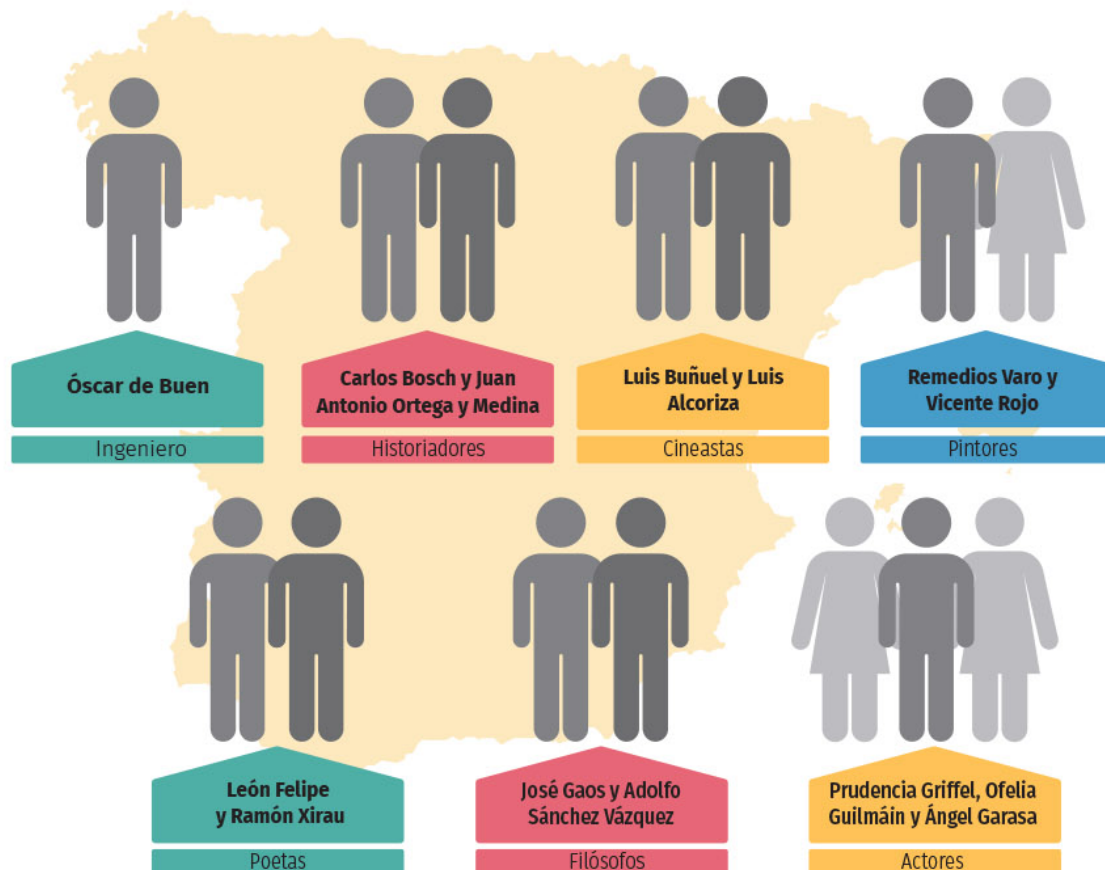 Óscar de Buen
Ingeniero
Carlos Bosch y Juan
Antonio Ortega y Medina
Historiadores
Luis Buñuel y Luis
Alcoriza
Cineastas
Remedios Varo y
Vicente Rojo
Pintores
León Felipe
y Ramón Xirau
Poetas
José Gaos y Adolfo
Sánchez Vázquez
Filósofos
Prudencia Griffel, Ofelia
Guilmáin y Ángel Garasa
Actores